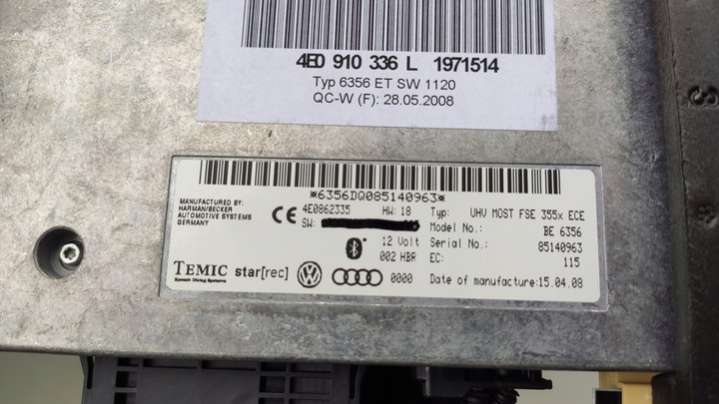 4E0 910 336 L 1971514
Typ 6356 ET SW 1120
QC-W (F): 28.05.2008
*6356DQ085140963*
MANUFACTURED BY:
HARMAN/BECKER
AUTOMOTIVE SYSTEMS
GERMANY
CE 4E0862335 HW: 18 Typ: UHV MOST FSE 355x ECE
SW: Model No.: BE 6356
12 Volt Serial No.: 85140963
002 HBR EC: 115
TEMIC star[rec] 0000 Date of manufacture: 15.04.08